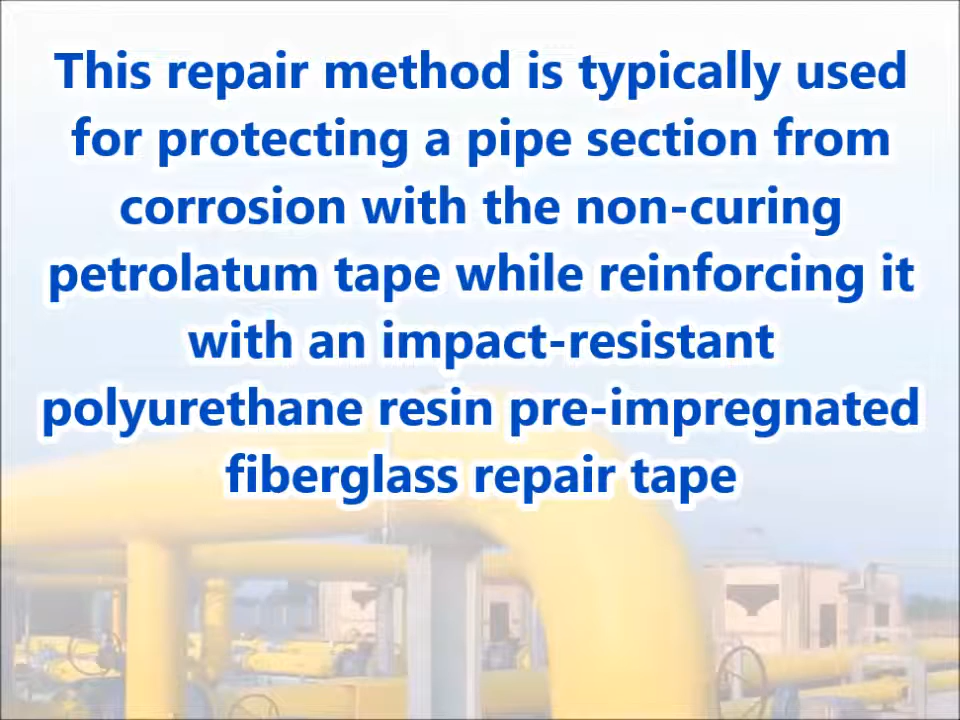 This repair method is typically used
for protecting a pipe section from
corrosion with the non-curing
petrolatum tape while reinforcing it
with an impact-resistant
polyurethane resin pre-impregnated
fiberglass repair tape